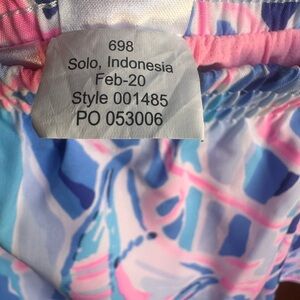 698
Solo, Indonesia
Feb-20
Style 001485
PO 053006